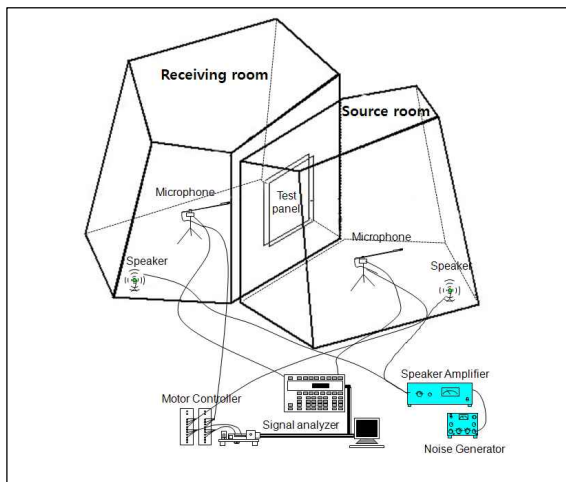 Receiving room
Source room
Microphone
Test
panel
Microphone
Speaker
Speaker
Speaker Amplifier
Motor Controller
Signal analyzer
Noise Generator